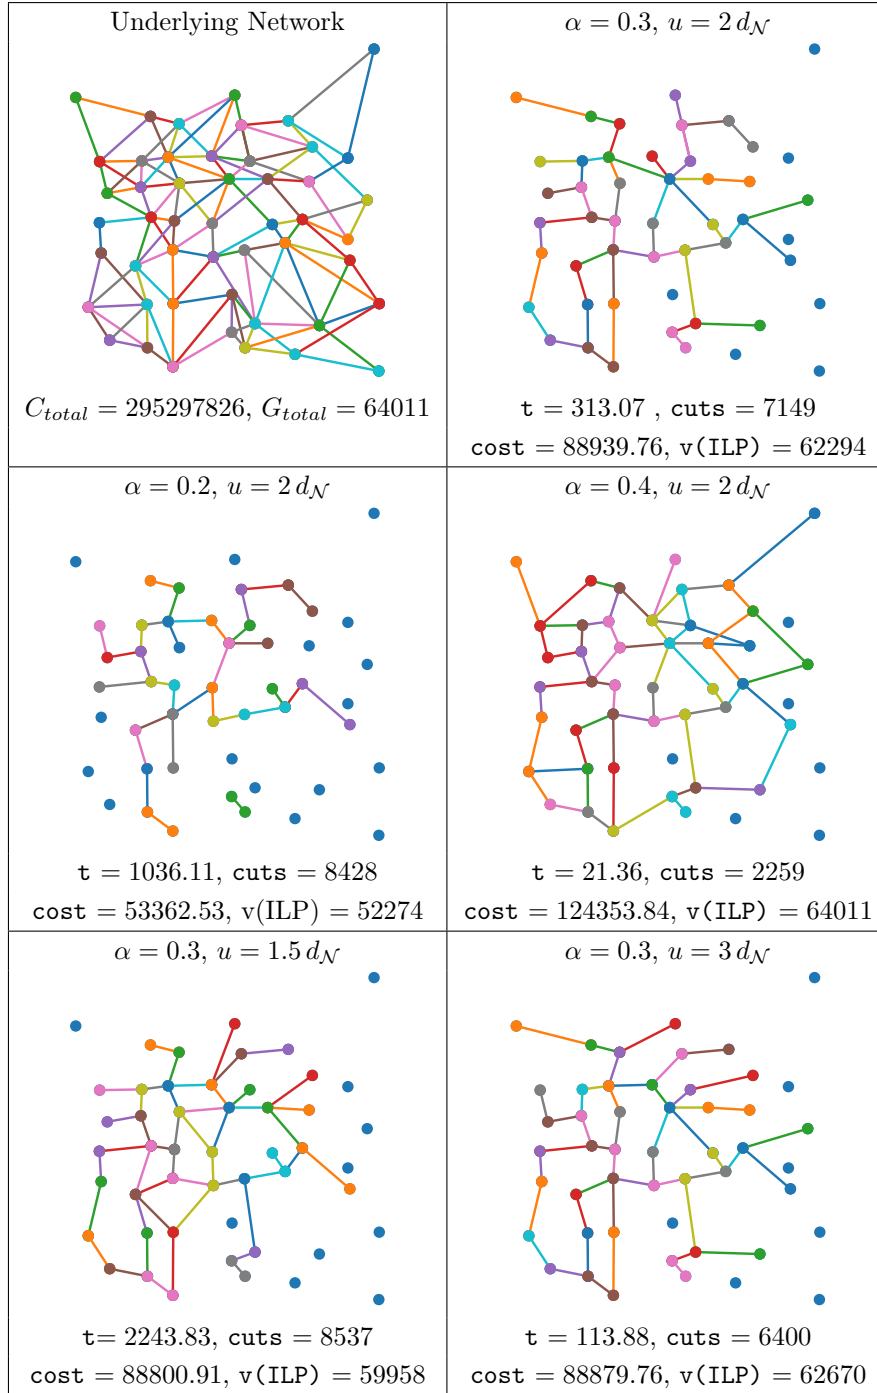 Underlying Network
C_total = 295297826, G_total = 64011
α = 0.3, u = 2 d_𝒩
t = 313.07 , cuts = 7149
cost = 88939.76, v(ILP) = 62294
α = 0.2, u = 2 d_𝒩
t = 1036.11, cuts = 8428
cost = 53362.53, v(ILP) = 52274
α = 0.4, u = 2 d_𝒩
t = 21.36, cuts = 2259
cost = 124353.84, v(ILP) = 64011
α = 0.3, u = 1.5 d_𝒩
t= 2243.83, cuts = 8537
cost = 88800.91, v(ILP) = 59958
α = 0.3, u = 3 d_𝒩
t = 113.88, cuts = 6400
cost = 88879.76, v(ILP) = 62670